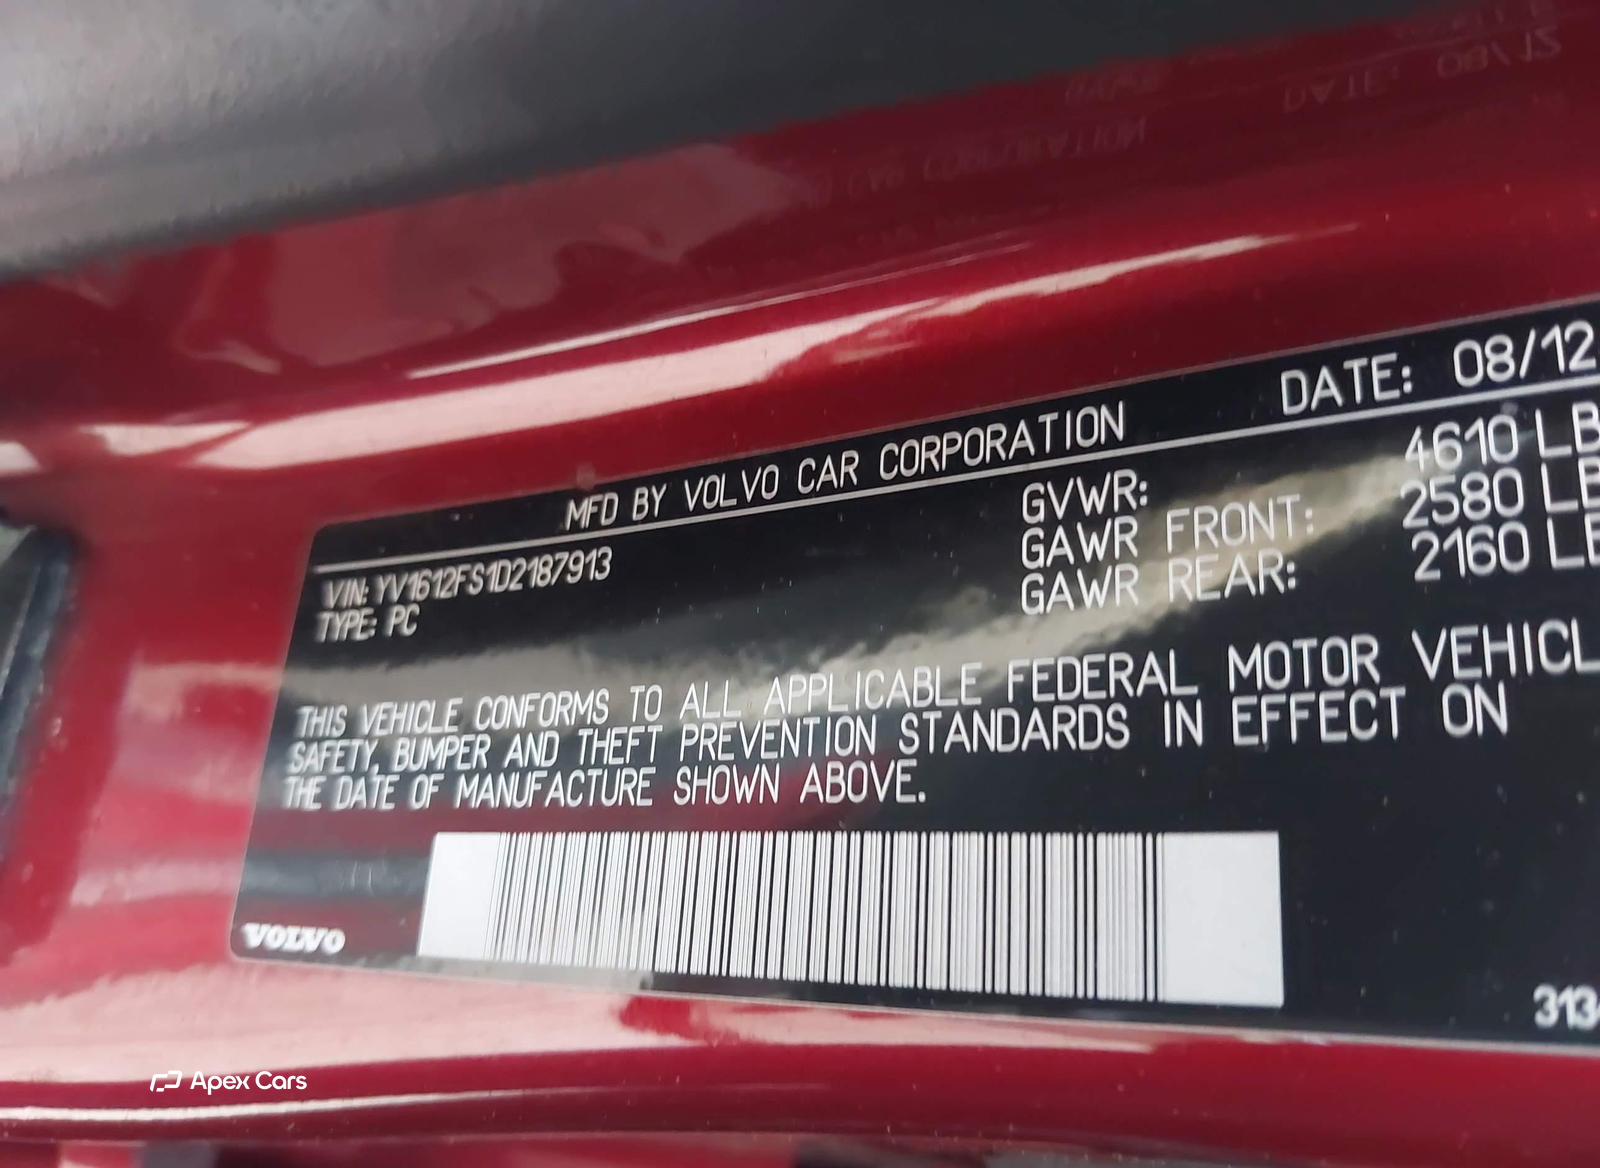 MFD BY VOLVO CAR CORPORATION DATE: 08/12
VIN: YV1612FS1D2187913 GVWR: 4610 LB
TYPE: PC GAWR FRONT: 2580 LB
GAWR REAR: 2160 LB
THIS VEHICLE CONFORMS TO ALL APPLICABLE FEDERAL MOTOR VEHICL
SAFETY, BUMPER AND THEFT PREVENTION STANDARDS IN EFFECT ON
THE DATE OF MANUFACTURE SHOWN ABOVE.
VOLVO
313
Apex Cars